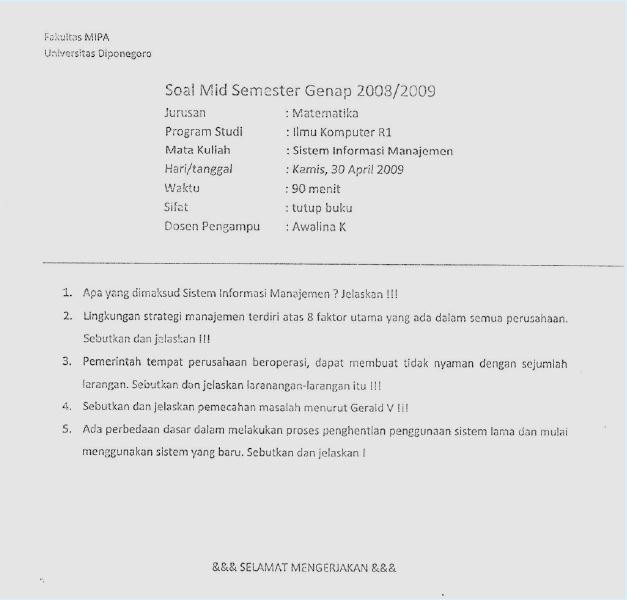 Fakultas MIPA
Universitas Diponegoro
Soal Mid Semester Genap 2008/2009
Jurusan : Matematika
Program Studi : Ilmu Komputer R1
Mata Kuliah : Sistem Informasi Manajemen
Hari/tanggal : Kamis, 30 April 2009
Waktu : 90 menit
Sifat : tutup buku
Dosen Pengampu : Awalina K
1. Apa yang dimaksud Sistem Informasi Manajemen ? Jelaskan !!!
2. Lingkungan strategi manajemen terdiri atas 8 faktor utama yang ada dalam semua perusahaan.
Sebutkan dan jelaskan !!!
3. Pemerintah tempat perusahaan beroperasi, dapat membuat tidak nyaman dengan sejumlah
larangan. Sebutkan dan jelaskan laranangan-larangan itu !!!
4. Sebutkan dan jelaskan pemecahan masalah menurut Gerald V !!!
5. Ada perbedaan dasar dalam melakukan proses penghentian penggunaan sistem lama dan mulai
menggunakan sistem yang baru. Sebutkan dan jelaskan !
&&& SELAMAT MENGERJAKAN &&&